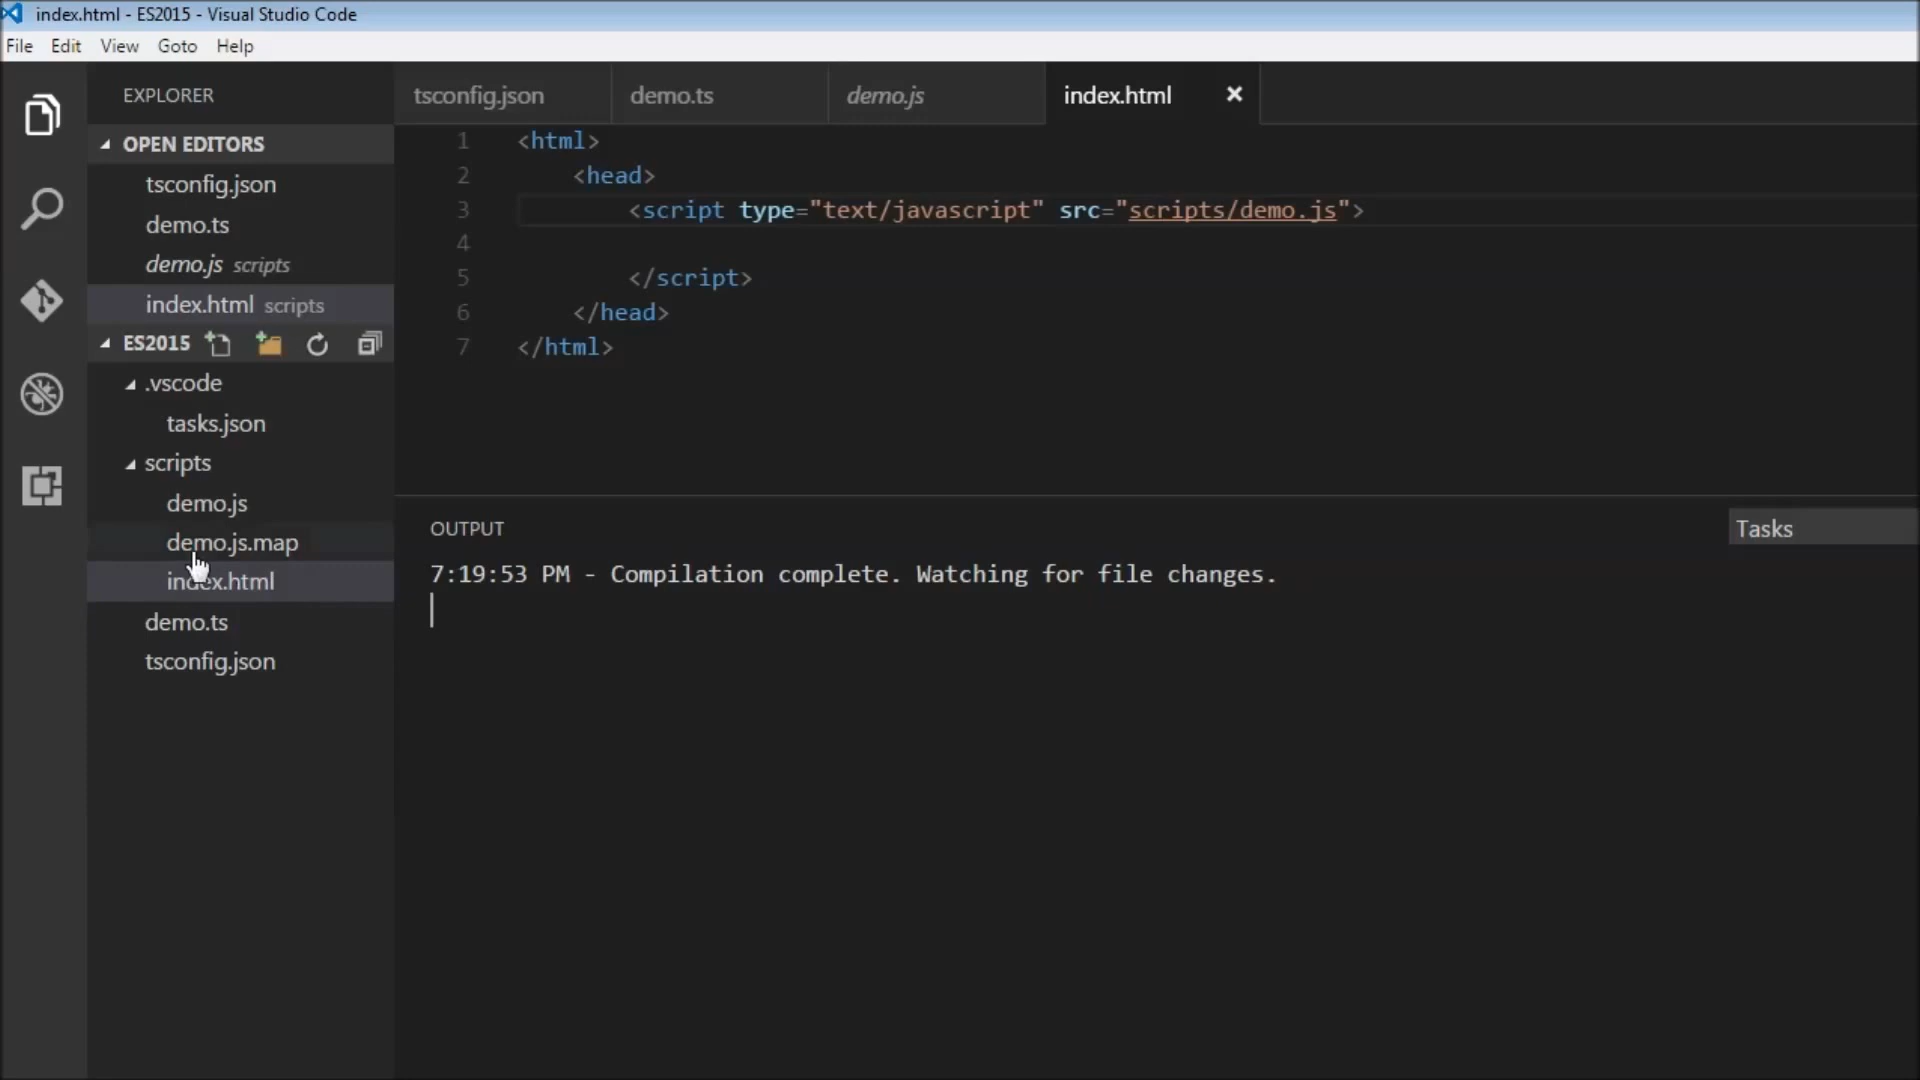 index.html - ES2015 - Visual Studio Code
File Edit View Goto Help
EXPLORER
OPEN EDITORS
tsconfig.json
demo.ts
demo.js scripts
index.html scripts
ES2015
.vscode
tasks.json
scripts
demo.js
demo.js.map
index.html
demo.ts
tsconfig.json
tsconfig.json demo.ts demo.js index.html
1 <html>
2 <head>
3 <script type="text/javascript" src="scripts/demo.js">
4
5 </script>
6 </head>
7 </html>
OUTPUT
Tasks
7:19:53 PM - Compilation complete. Watching for file changes.